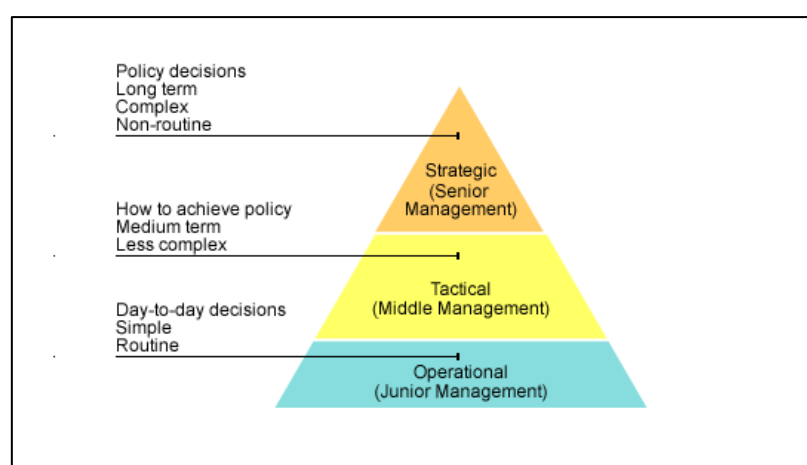 Policy decisions
Long term
Complex
Non-routine
Strategic
(Senior
Management)
How to achieve policy
Medium term
Less complex
Tactical
(Middle Management)
Day-to-day decisions
Simple
Routine
Operational
(Junior Management)